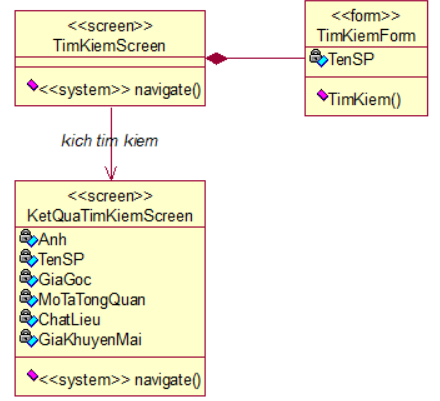 <<screen>>
TimKiemScreen
<<system>> navigate()
<<form>>
TimKiemForm
TenSP
TimKiem()
kich tim kiem
<<screen>>
KetQuaTimKiemScreen
Anh
TenSP
GiaGoc
MoTaTongQuan
ChatLieu
GiaKhuyenMai
<<system>> navigate()